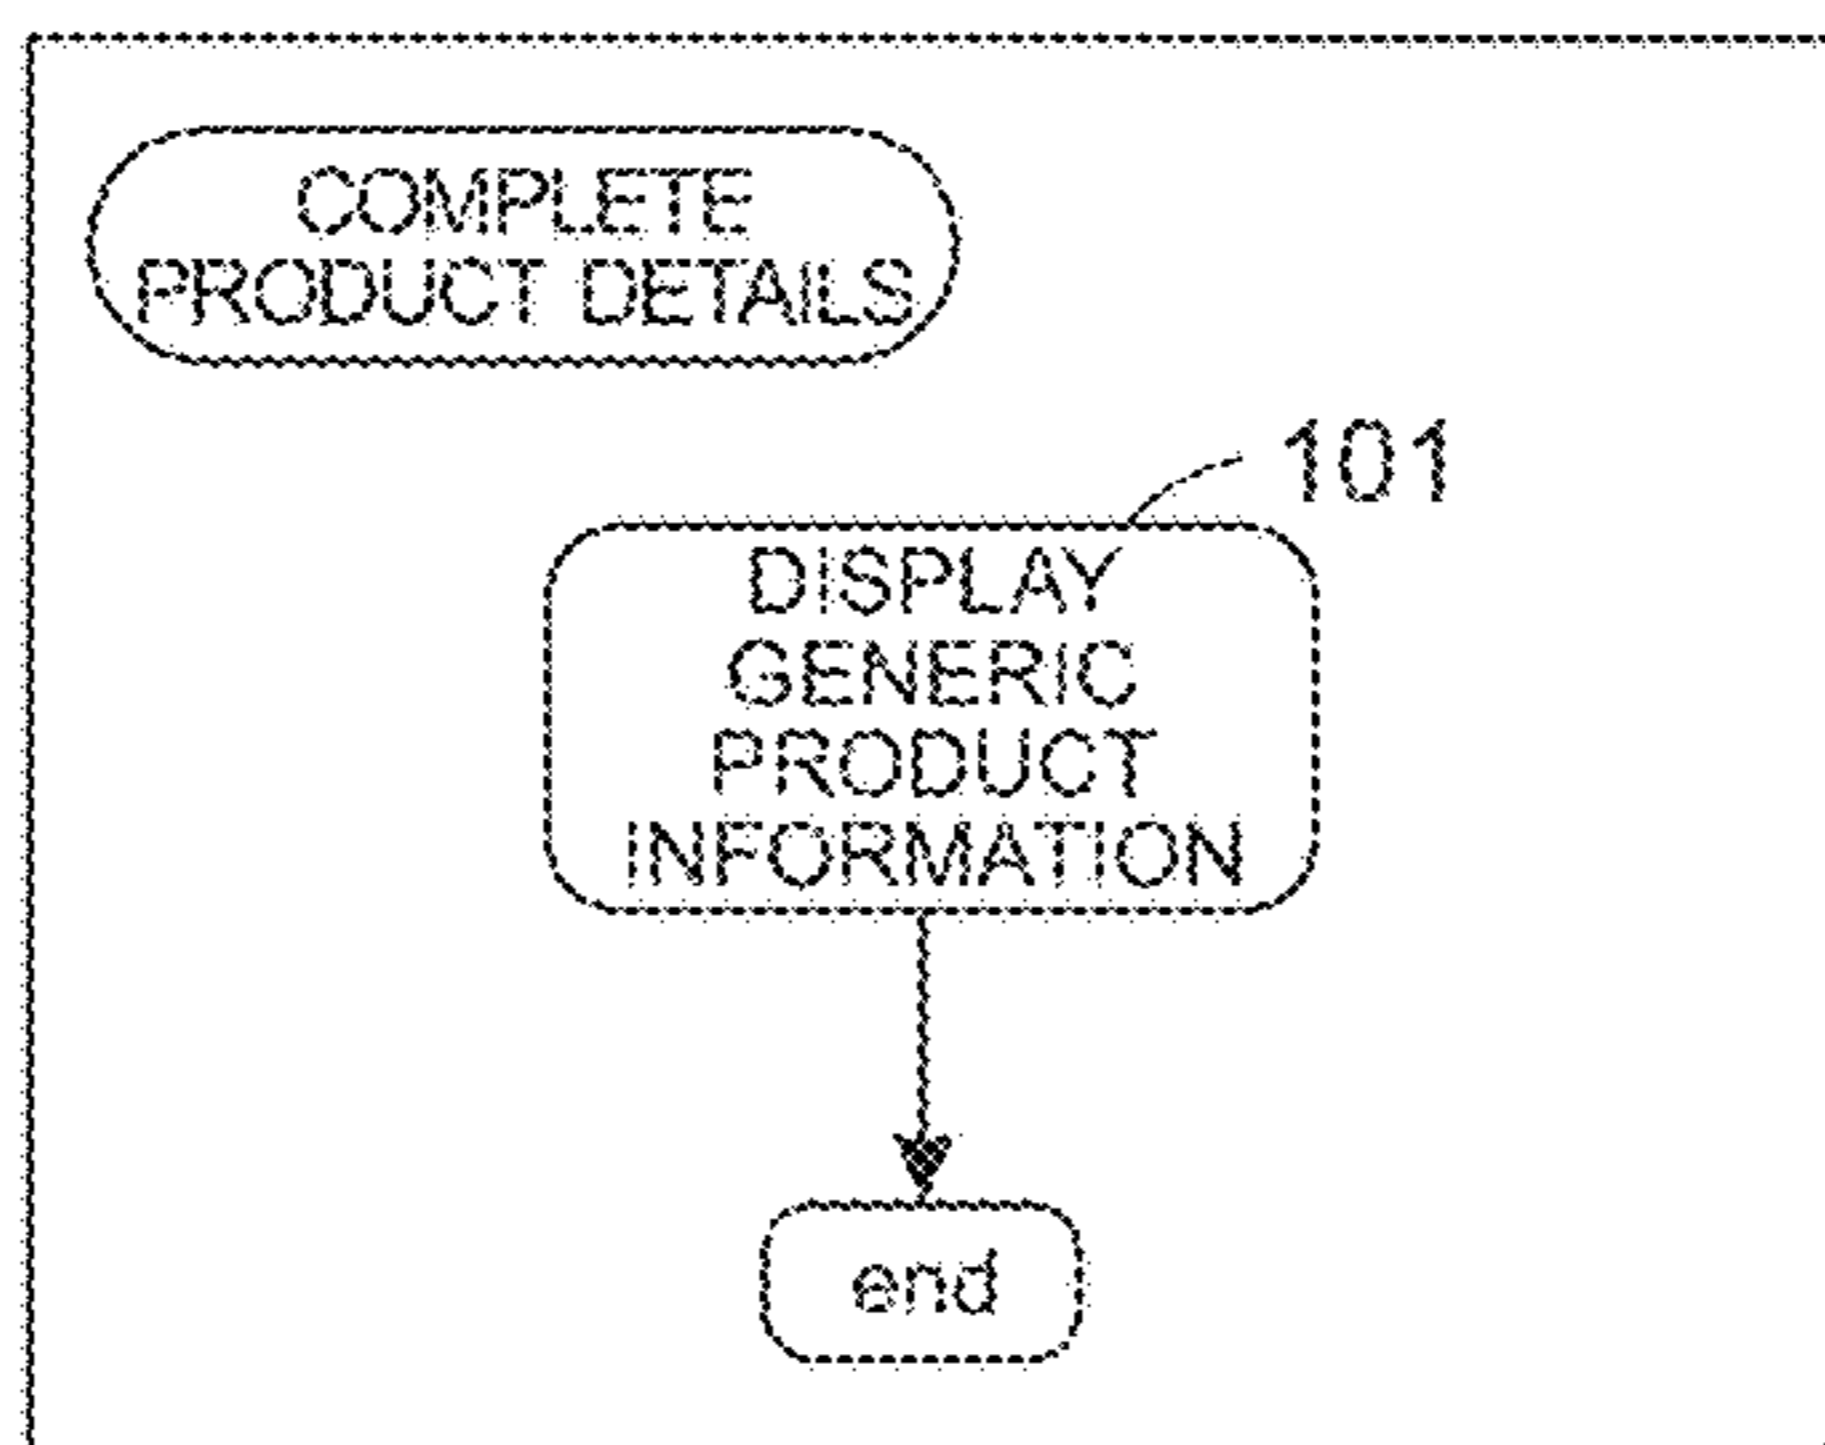 COMPLETE
PRODUCT DETAILS
101
DISPLAY
GENERIC
PRODUCT
INFORMATION
end